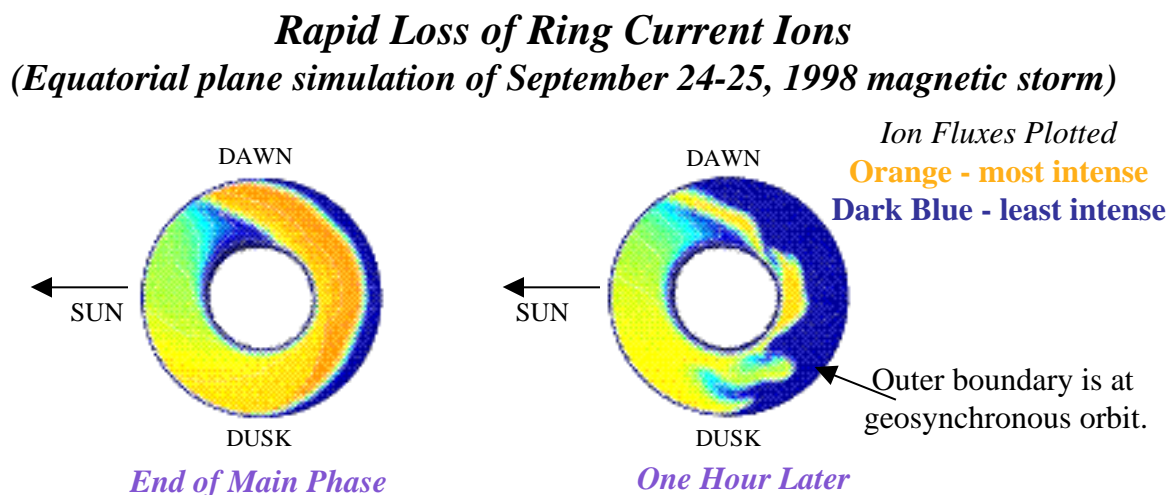 Rapid Loss of Ring Current Ions
(Equatorial plane simulation of September 24-25, 1998 magnetic storm)
Ion Fluxes Plotted
Orange - most intense
Dark Blue - least intense
DAWN
SUN
DUSK
End of Main Phase
DAWN
SUN
DUSK
One Hour Later
Outer boundary is at
geosynchronous orbit.